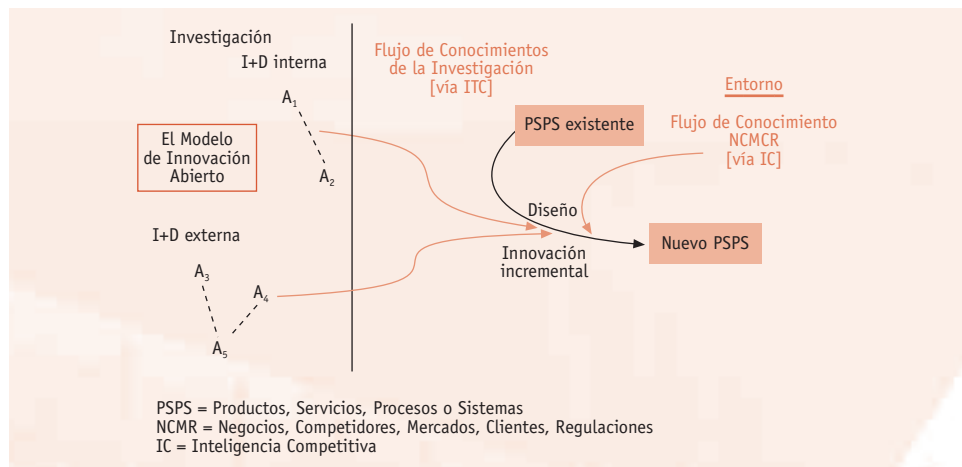 Investigación
I+D interna
A1
A2
El Modelo
de Innovación
Abierto
I+D externa
A3
A4
A5
Flujo de Conocimientos
de la Investigación
[vía ITC]
PSPS existente
Entorno
Flujo de Conocimiento
NCMCR
[vía IC]
Diseño
Innovación
incremental
Nuevo PSPS
PSPS = Productos, Servicios, Procesos o Sistemas
NCMR = Negocios, Competidores, Mercados, Clientes, Regulaciones
IC = Inteligencia Competitiva